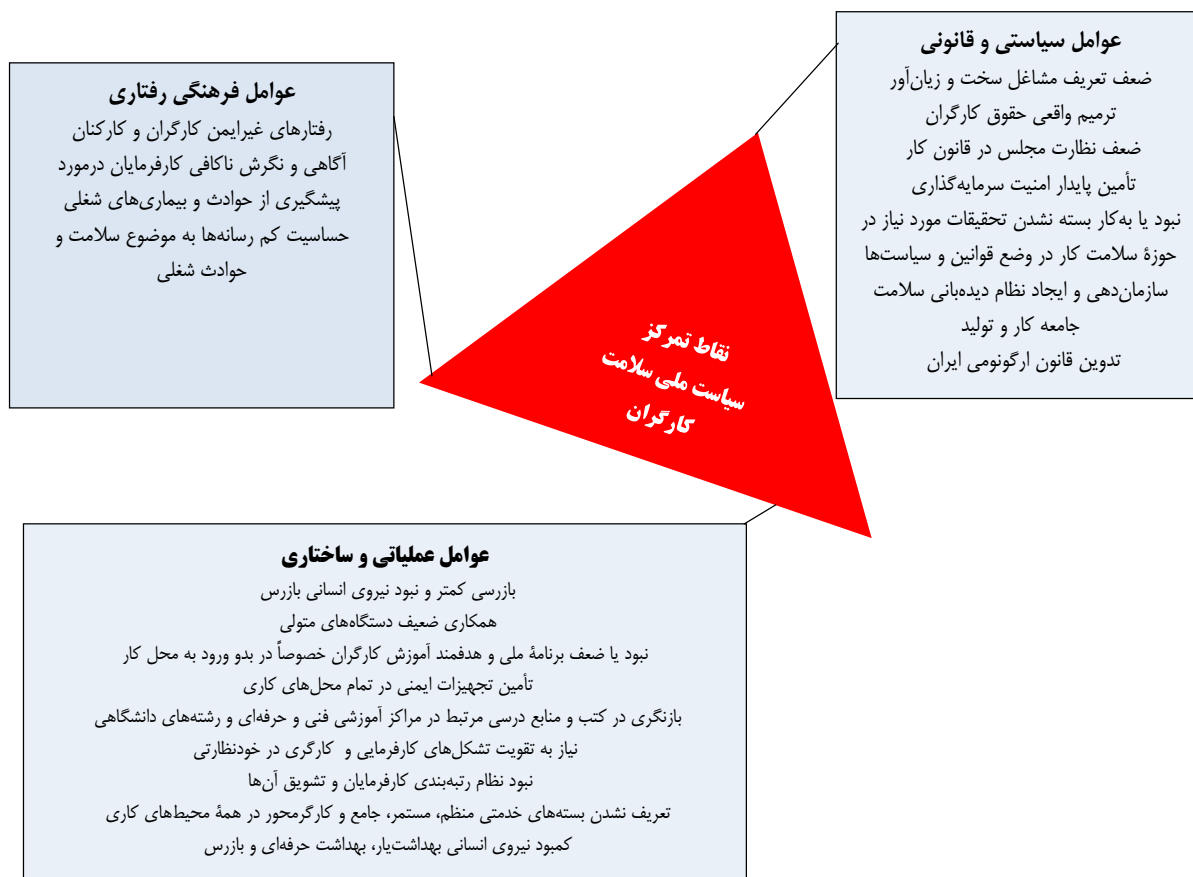 عوامل سیاستی و قانونی
ضعف تعریف مشاغل سخت و زیان‌آور
ترمیم واقعی حقوق کارگران
ضعف نظارت مجلس در قانون کار
تأمین پایدار امنیت سرمایه‌گذاری
نبود یا به‌کار بسته نشدن تحقیقات مورد نیاز در
حوزۀ سلامت کار در وضع قوانین و سیاست‌ها
سازمان‌دهی و ایجاد نظام دیده‌بانی سلامت
جامعه کار و تولید
تدوین قانون ارگونومی ایران
عوامل فرهنگی رفتاری
رفتارهای غیرایمن کارگران و کارکنان
آگاهی و نگرش ناکافی کارفرمایان درمورد
پیشگیری از حوادث و بیماری‌های شغلی
حساسیت کم رسانه‌ها به موضوع سلامت و
حوادث شغلی
نقاط تمرکز
سیاست ملی سلامت
کارگران
عوامل عملیاتی و ساختاری
بازرسی کمتر و نبود نیروی انسانی بازرس
همکاری ضعیف دستگاه‌های متولی
نبود یا ضعف برنامۀ ملی و هدفمند آموزش کارگران خصوصاً در بدو ورود به محل کار
تأمین تجهیزات ایمنی در تمام محل‌های کاری
بازنگری در کتب و منابع درسی مرتبط در مراکز آموزشی فنی و حرفه‌ای و رشته‌های دانشگاهی
نیاز به تقویت تشکل‌های کارفرمایی و کارگری در خودنظارتی
نبود نظام رتبه‌بندی کارفرمایان و تشویق آن‌ها
تعریف نشدن بسته‌های خدمتی منظم، مستمر، جامع و کارگرمحور در همۀ محیط‌های کاری
کمبود نیروی انسانی بهداشت‌یار، بهداشت حرفه‌ای و بازرس